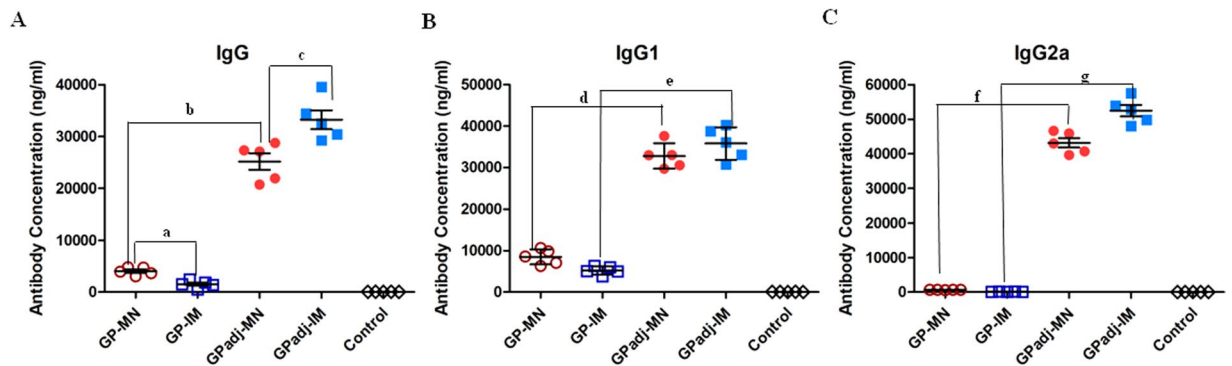 A
IgG
Antibody Concentration (ng/ml)
40000
30000
20000
10000
0
a
b
c
GP-MN
GP-IM
GPadj-MN
GPadj-IM
Control
B
IgG1
Antibody Concentration (ng/ml)
50000
40000
30000
20000
10000
0
d
e
GP-MN
GP-IM
GPadj-MN
GPadj-IM
Control
C
IgG2a
Antibody Concentration (ng/ml)
60000
50000
40000
30000
20000
10000
0
f
g
GP-MN
GP-IM
GPadj-MN
GPadj-IM
Control